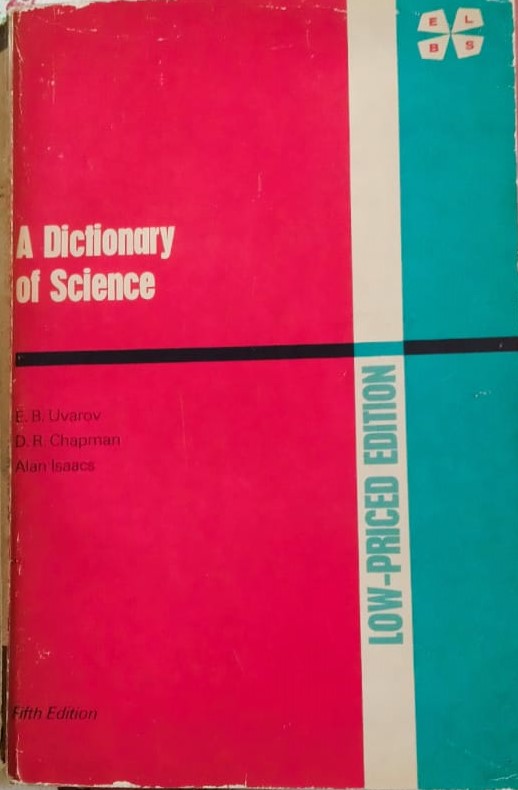 E L
B S
A Dictionary
of Science
E. B. Uvarov
D. R. Chapman
Alan Isaacs
LOW-PRICED EDITION
Fifth Edition